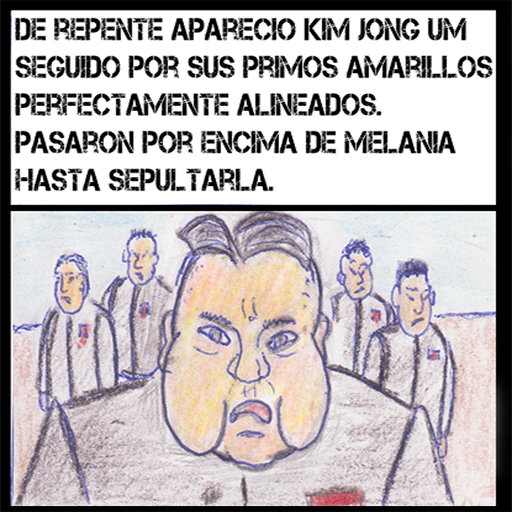 DE REPENTE APARECIO KIM JONG UM
SEGUIDO POR SUS PRIMOS AMARILLOS
PERFECTAMENTE ALINEADOS.
PASARON POR ENCIMA DE MELANIA
HASTA SEPULTARLA.